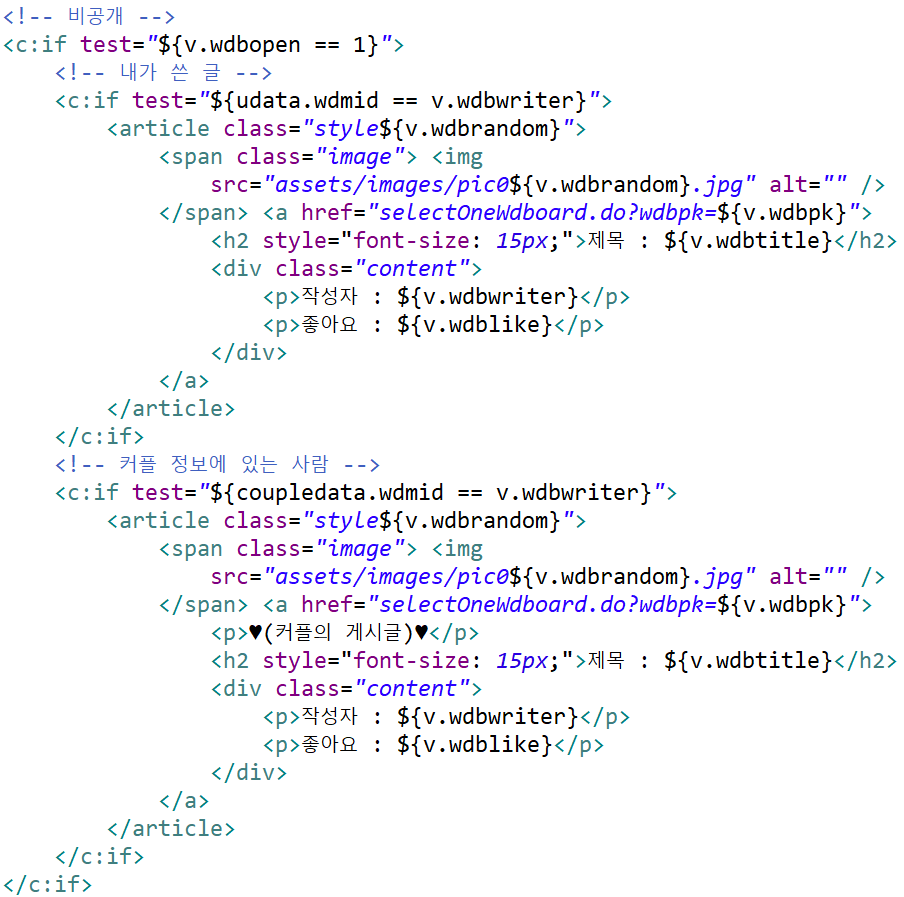 <!-- 비공개 -->
<c:if test="${v.wdbopen == 1}">
    <!-- 내가 쓴 글 -->
    <c:if test="${udata.wdmid == v.wdbwriter}">
        <article class="style${v.wdbrandom}">
            <span class="image"> <img
                src="assets/images/pic0${v.wdbrandom}.jpg" alt="" />
            </span> <a href="selectOneWdboard.do?wdbpk=${v.wdbpk}">
                <h2 style="font-size: 15px;">제목 : ${v.wdbtitle}</h2>
                <div class="content">
                    <p>작성자 : ${v.wdbwriter}</p>
                    <p>좋아요 : ${v.wdblike}</p>
                </div>
            </a>
        </article>
    </c:if>
    <!-- 커플 정보에 있는 사람 -->
    <c:if test="${coupledata.wdmid == v.wdbwriter}">
        <article class="style${v.wdbrandom}">
            <span class="image"> <img
                src="assets/images/pic0${v.wdbrandom}.jpg" alt="" />
            </span> <a href="selectOneWdboard.do?wdbpk=${v.wdbpk}">
                <p>♥(커플의 게시글)♥</p>
                <h2 style="font-size: 15px;">제목 : ${v.wdbtitle}</h2>
                <div class="content">
                    <p>작성자 : ${v.wdbwriter}</p>
                    <p>좋아요 : ${v.wdblike}</p>
                </div>
            </a>
        </article>
    </c:if>
</c:if>